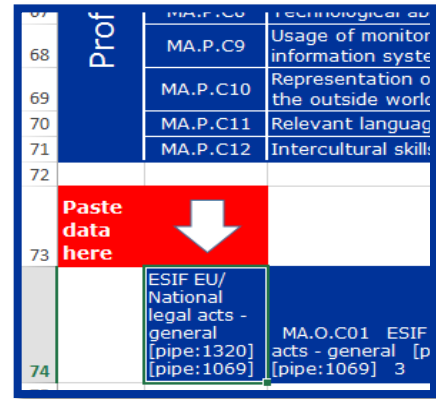 67 MA.P.C8 Technological ab
68 Prof MA.P.C9 Usage of monitor
information syste
69 MA.P.C10 Representation o
the outside world
70 MA.P.C11 Relevant languag
71 MA.P.C12 Intercultural skills
72
Paste
data
73 here
ESIF EU/
National
legal acts -
general MA.O.C01 ESIF
[pipe:1320] acts - general [p
74 [pipe:1069] [pipe:1069] 3